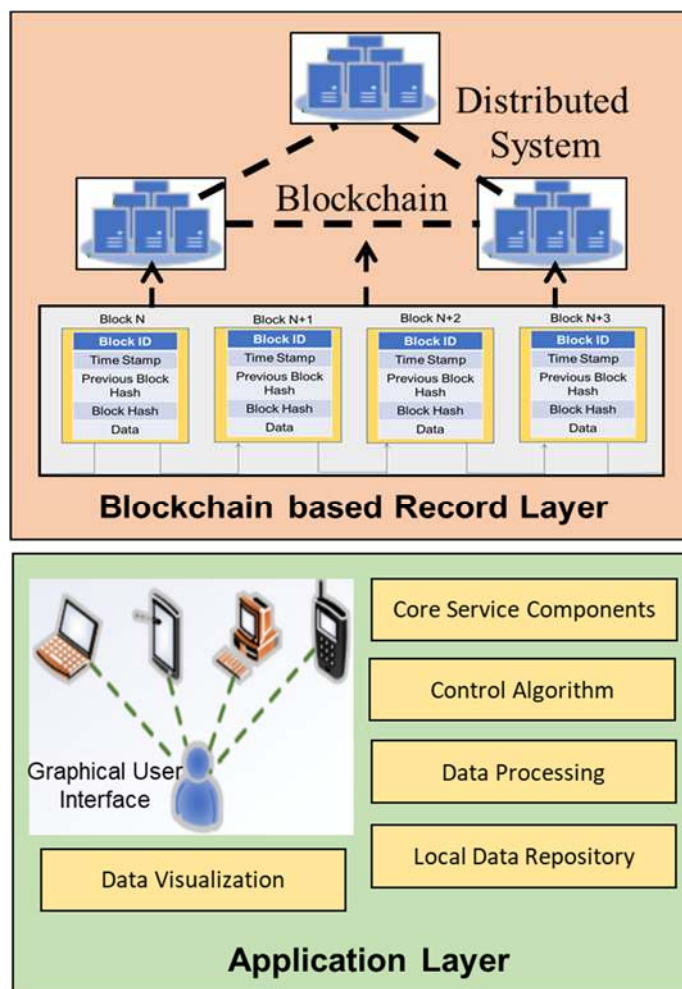 Distributed
System
Blockchain
Block N
Block N+1
Block N+2
Block N+3
Block ID
Time Stamp
Previous Block
Hash
Block Hash
Data
Block ID
Time Stamp
Previous Block
Hash
Block Hash
Data
Block ID
Time Stamp
Previous Block
Hash
Block Hash
Data
Block ID
Time Stamp
Previous Block
Hash
Block Hash
Data
Blockchain based Record Layer
Graphical User
Interface
Data Visualization
Core Service Components
Control Algorithm
Data Processing
Local Data Repository
Application Layer